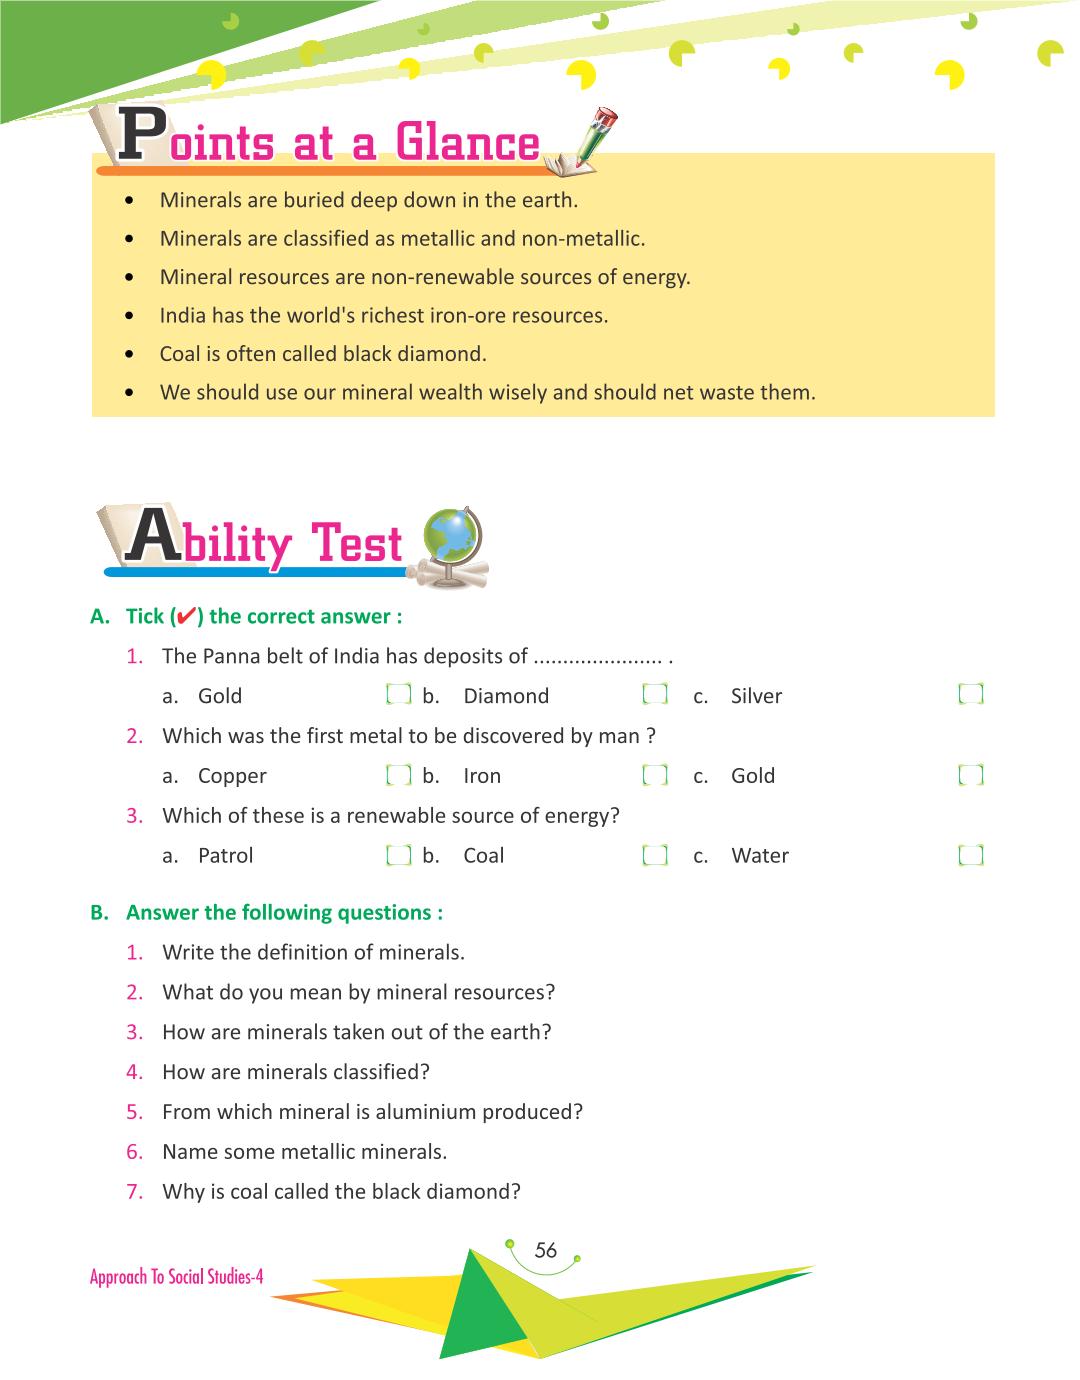 Points at a Glance
• Minerals are buried deep down in the earth.
• Minerals are classified as metallic and non-metallic.
• Mineral resources are non-renewable sources of energy.
• India has the world's richest iron-ore resources.
• Coal is often called black diamond.
• We should use our mineral wealth wisely and should net waste them.
Ability Test
A. Tick (✔) the correct answer :
1. The Panna belt of India has deposits of ...................... .
a. Gold b. Diamond c. Silver
2. Which was the first metal to be discovered by man ?
a. Copper b. Iron c. Gold
3. Which of these is a renewable source of energy?
a. Patrol b. Coal c. Water
B. Answer the following questions :
1. Write the definition of minerals.
2. What do you mean by mineral resources?
3. How are minerals taken out of the earth?
4. How are minerals classified?
5. From which mineral is aluminium produced?
6. Name some metallic minerals.
7. Why is coal called the black diamond?
56
Approach To Social Studies-4